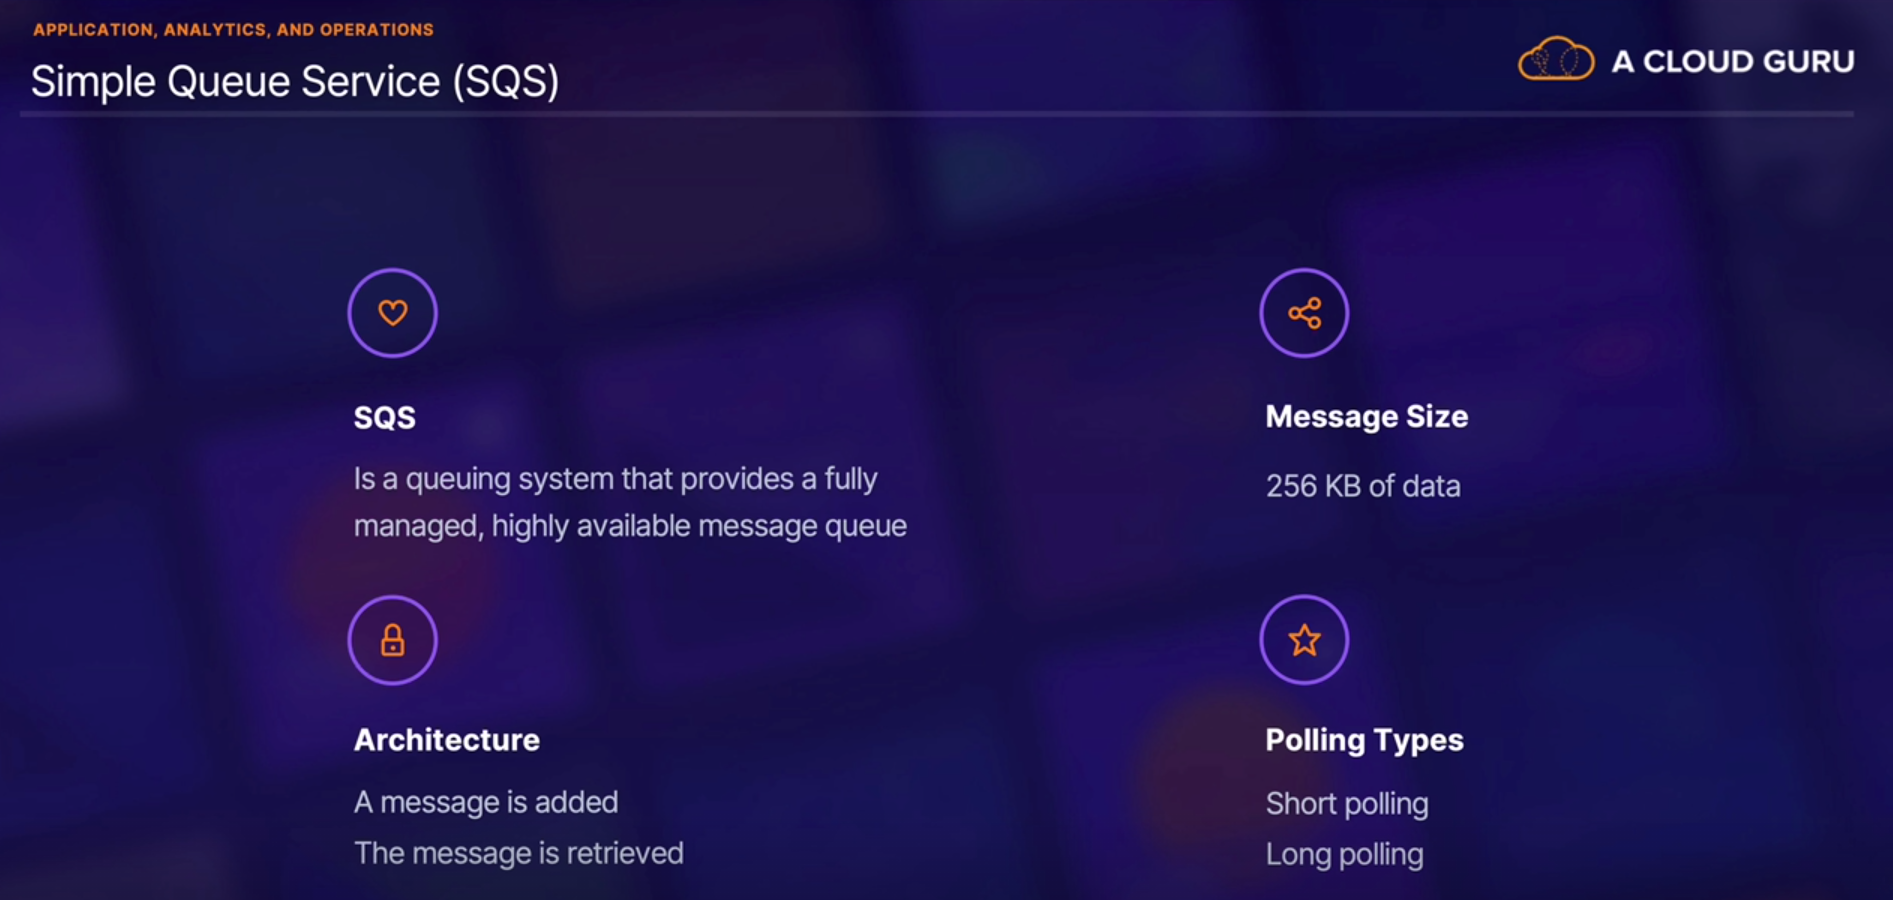 APPLICATION, ANALYTICS, AND OPERATIONS
Simple Queue Service (SQS)
A CLOUD GURU
SQS
Is a queuing system that provides a fully
managed, highly available message queue
Message Size
256 KB of data
Architecture
A message is added
The message is retrieved
Polling Types
Short polling
Long polling